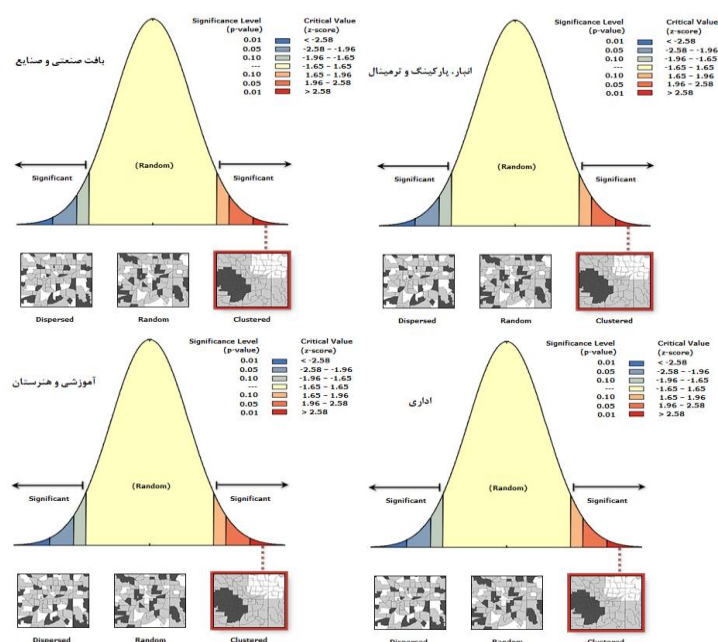 Significance Level (p-value) Critical Value (z-score)
0.01 < -2.58
0.05 -2.58 - -1.96
0.10 -1.96 - -1.65
--- -1.65 - 1.65
0.10 1.65 - 1.96
0.05 1.96 - 2.58
0.01 > 2.58
بافت صنعتی و صنایع
(Random)
Significant Significant
Dispersed Random Clustered
Significance Level (p-value) Critical Value (z-score)
0.01 < -2.58
0.05 -2.58 - -1.96
0.10 -1.96 - -1.65
--- -1.65 - 1.65
0.10 1.65 - 1.96
0.05 1.96 - 2.58
0.01 > 2.58
انبار، پارکینگ و ترمینال
(Random)
Significant Significant
Dispersed Random Clustered
Significance Level (p-value) Critical Value (z-score)
0.01 < -2.58
0.05 -2.58 - -1.96
0.10 -1.96 - -1.65
--- -1.65 - 1.65
0.10 1.65 - 1.96
0.05 1.96 - 2.58
0.01 > 2.58
آموزشی و هنرستان
(Random)
Significant Significant
Dispersed Random Clustered
Significance Level (p-value) Critical Value (z-score)
0.01 < -2.58
0.05 -2.58 - -1.96
0.10 -1.96 - -1.65
--- -1.65 - 1.65
0.10 1.65 - 1.96
0.05 1.96 - 2.58
0.01 > 2.58
اداری
(Random)
Significant Significant
Dispersed Random Clustered